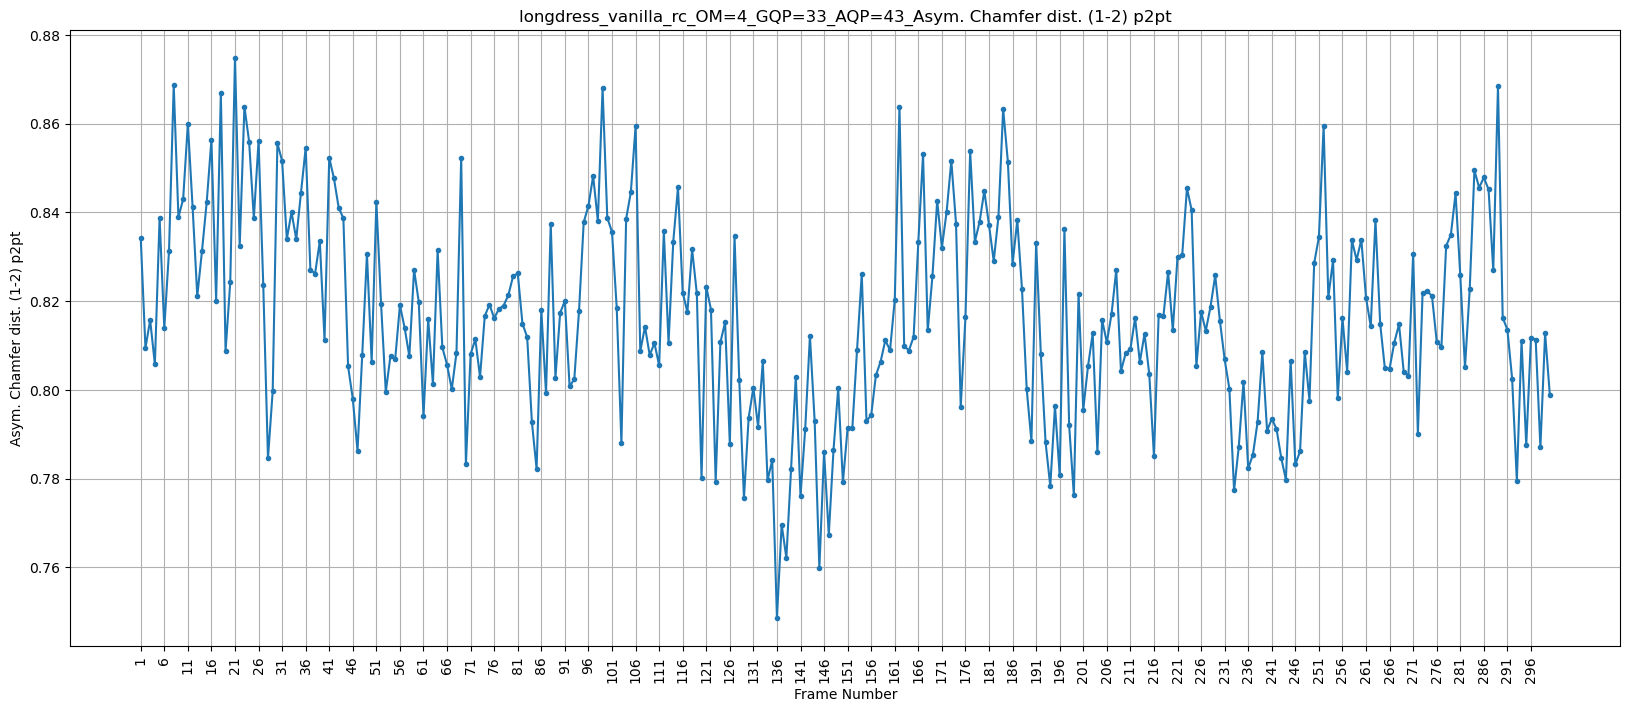 longdress_vanilla_rc_OM=4_GQP=33_AQP=43_Asym. Chamfer dist. (1-2) p2pt
Asym. Chamfer dist. (1-2) p2pt
0.88
0.86
0.84
0.82
0.80
0.78
0.76
1 6 11 16 21 26 31 36 41 46 51 56 61 66 71 76 81 86 91 96 101 106 111 116 121 126 131 136 141 146 151 156 161 166 171 176 181 186 191 196 201 206 211 216 221 226 231 236 241 246 251 256 261 266 271 276 281 286 291 296
Frame Number